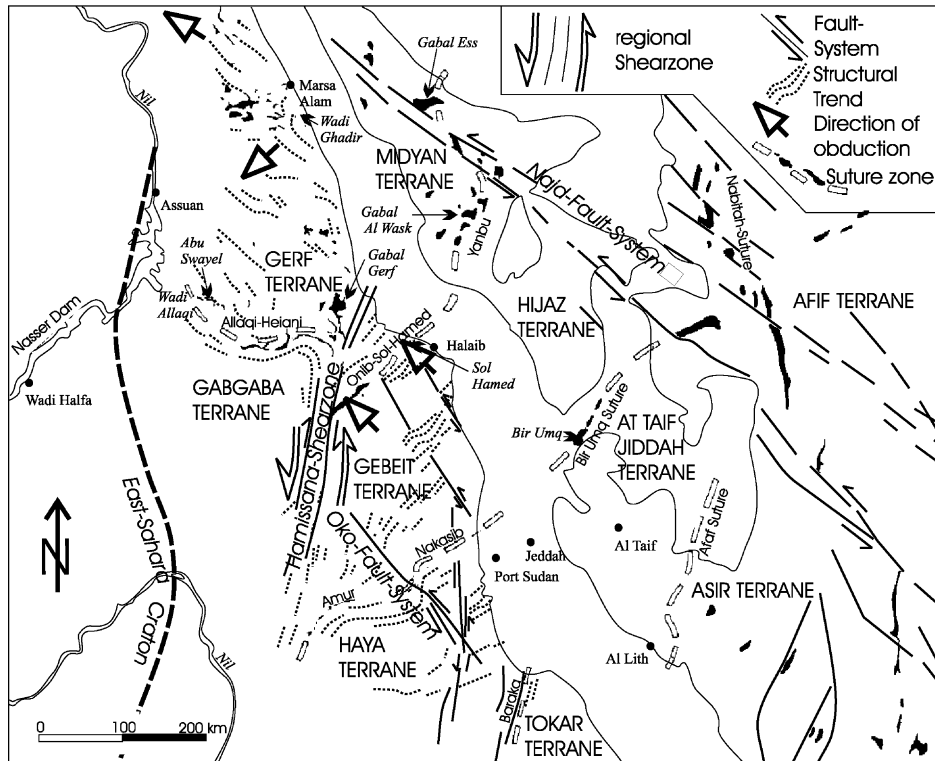 regional
Shearzone
Fault-
System
Structural
Trend
Direction of
obduction
Suture zone
Nil
Marsa
Alam
Wadi
Ghadir
Gabal Ess
MIDYAN
TERRANE
Najd-Fault-System
Nabitah-Suture
Assuan
Gabal
Al Wask
Yanbu
Abu
Swayel
GERF
TERRANE
Gabal
Gerf
Wadi
Allaqi
Allaqi-Heiani
Nasser Dam
HIJAZ
TERRANE
AFIF TERRANE
Onib-Sol-Hamed
Halaib
Sol
Hamed
Wadi Halfa
GABGABA
TERRANE
Hamissana-Shearzone
Bir Umq
Bir Umq Suture
AT TAIF
JIDDAH
TERRANE
GEBEIT
TERRANE
East-Sahara
Craton
N
Oko-Fault-System
Nakasib
Afaf Suture
Al Taif
Jeddah
Port Sudan
ASIR TERRANE
Amur
HAYA
TERRANE
Al Lith
Nil
Baraka
TOKAR
TERRANE
0 100 200 km